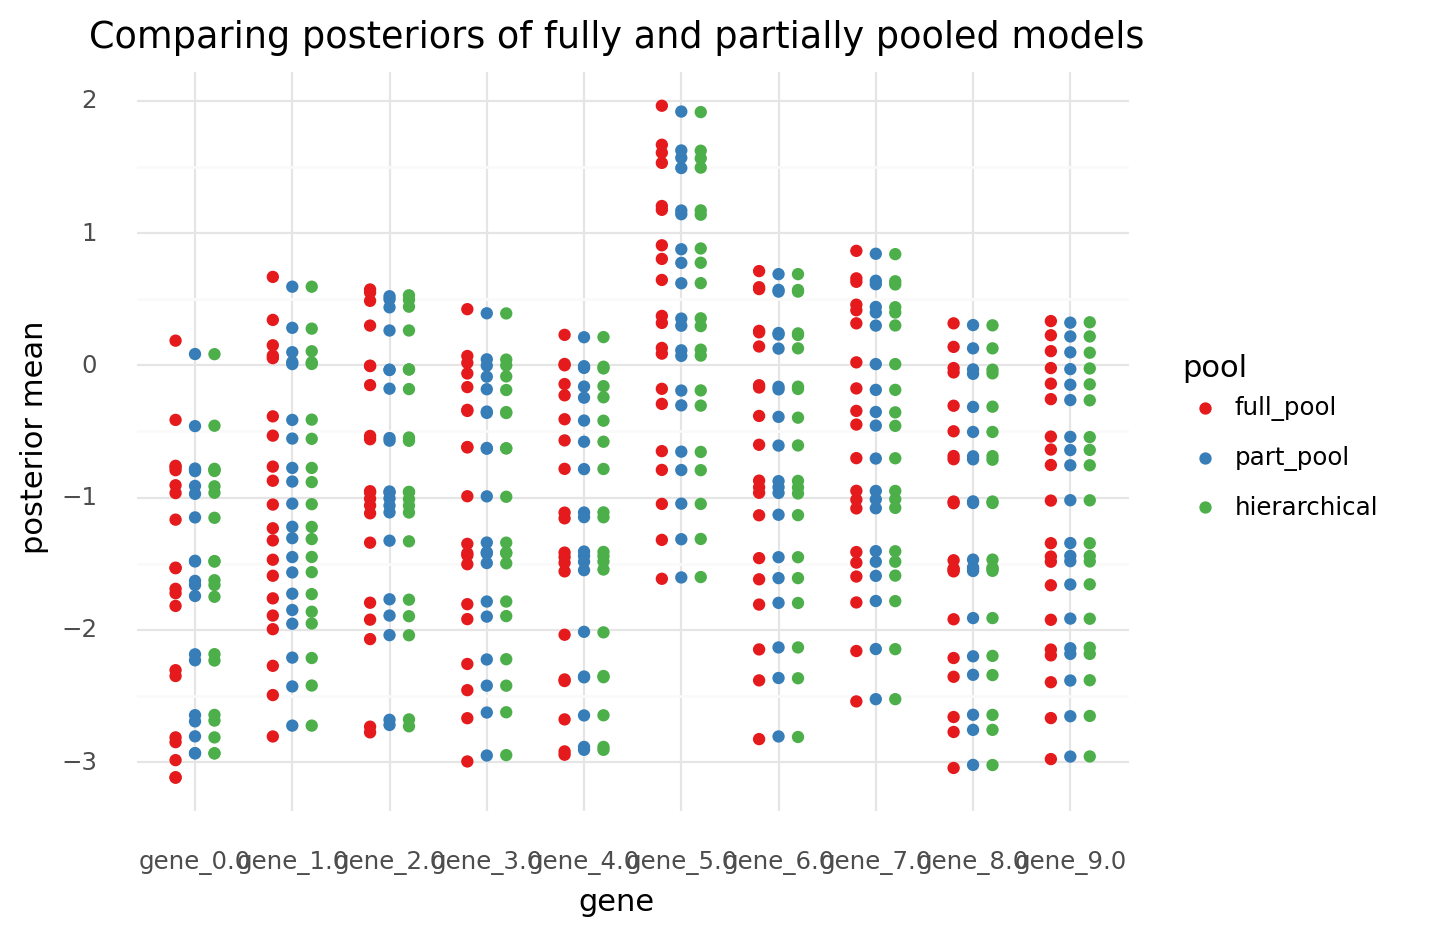 Comparing posteriors of fully and partially pooled models
posterior mean
2
1
0
−1
−2
−3
gene_0.0 gene_1.0 gene_2.0 gene_3.0 gene_4.0 gene_5.0 gene_6.0 gene_7.0 gene_8.0 gene_9.0
gene
pool
full_pool
part_pool
hierarchical